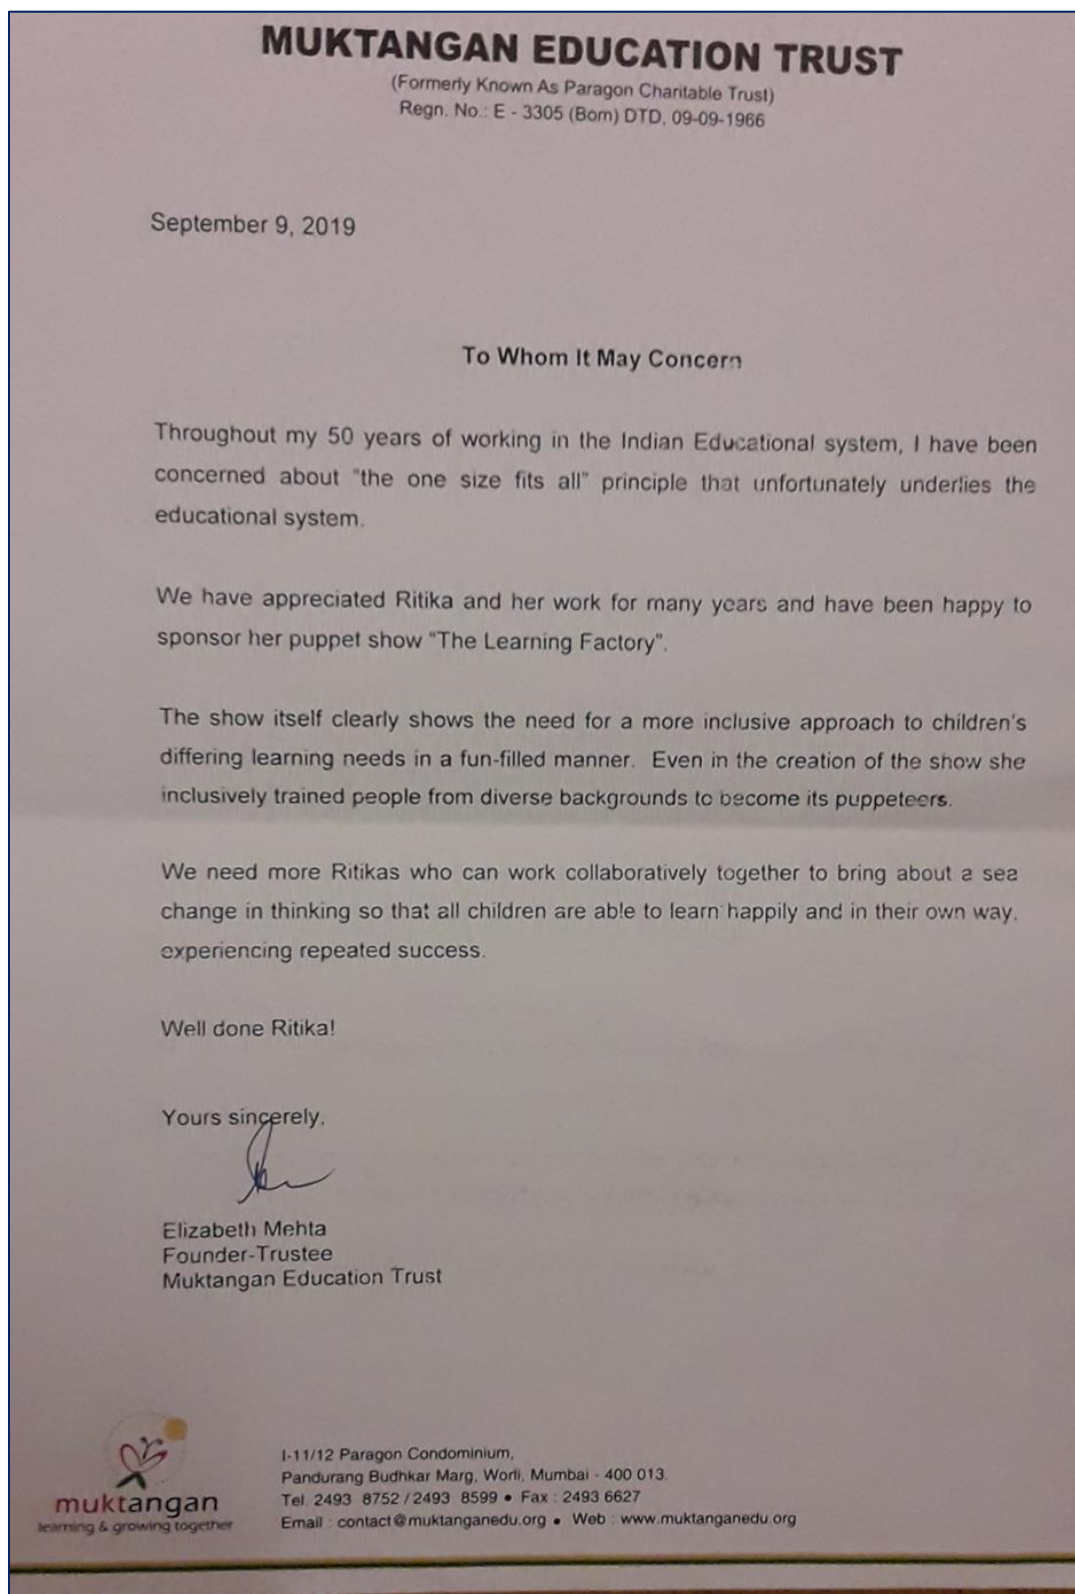 MUKTANGAN EDUCATION TRUST
(Formerly Known As Paragon Charitable Trust)
Regn. No.: E - 3305 (Bom) DTD, 09-09-1966
September 9, 2019
To Whom It May Concern
Throughout my 50 years of working in the Indian Educational system, I have been
concerned about "the one size fits all" principle that unfortunately underlies the
educational system.
We have appreciated Ritika and her work for many years and have been happy to
sponsor her puppet show "The Learning Factory".
The show itself clearly shows the need for a more inclusive approach to children's
differing learning needs in a fun-filled manner. Even in the creation of the show she
inclusively trained people from diverse backgrounds to become its puppeteers.
We need more Ritikas who can work collaboratively together to bring about a sea
change in thinking so that all children are able to learn happily and in their own way,
experiencing repeated success.
Well done Ritika!
Yours sincerely,
Elizabeth Mehta
Founder-Trustee
Muktangan Education Trust
muktangan
learning & growing together
I-11/12 Paragon Condominium,
Pandurang Budhkar Marg, Worli, Mumbai - 400 013.
Tel. 2493 8752 / 2493 8599 • Fax : 2493 6627
Email : contact@muktanganedu.org • Web : www.muktanganedu.org